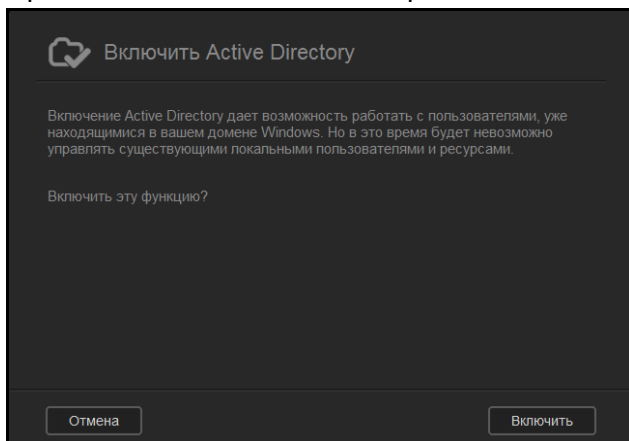 Включить Active Directory
Включение Active Directory дает возможность работать с пользователями, уже
находящимися в вашем домене Windows. Но в это время будет невозможно
управлять существующими локальными пользователями и ресурсами.
Включить эту функцию?
Отмена
Включить